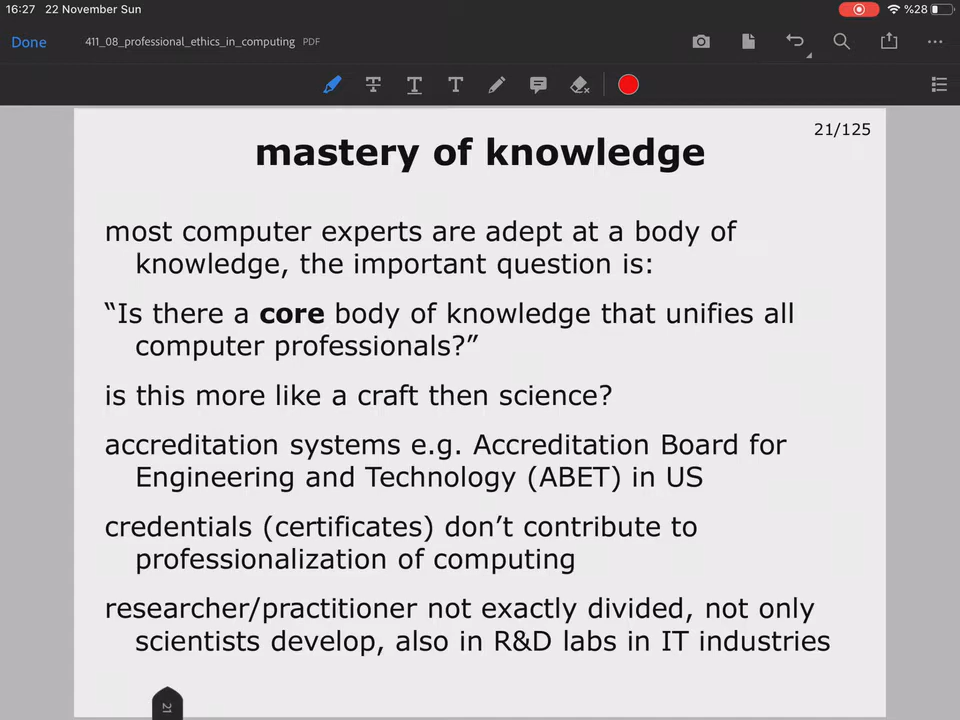 16:27 22 November Sun %28
Done 411_08_professional_ethics_in_computing PDF
21/125
mastery of knowledge
most computer experts are adept at a body of
knowledge, the important question is:
“Is there a core body of knowledge that unifies all
computer professionals?”
is this more like a craft then science?
accreditation systems e.g. Accreditation Board for
Engineering and Technology (ABET) in US
credentials (certificates) don’t contribute to
professionalization of computing
researcher/practitioner not exactly divided, not only
scientists develop, also in R&D labs in IT industries
21